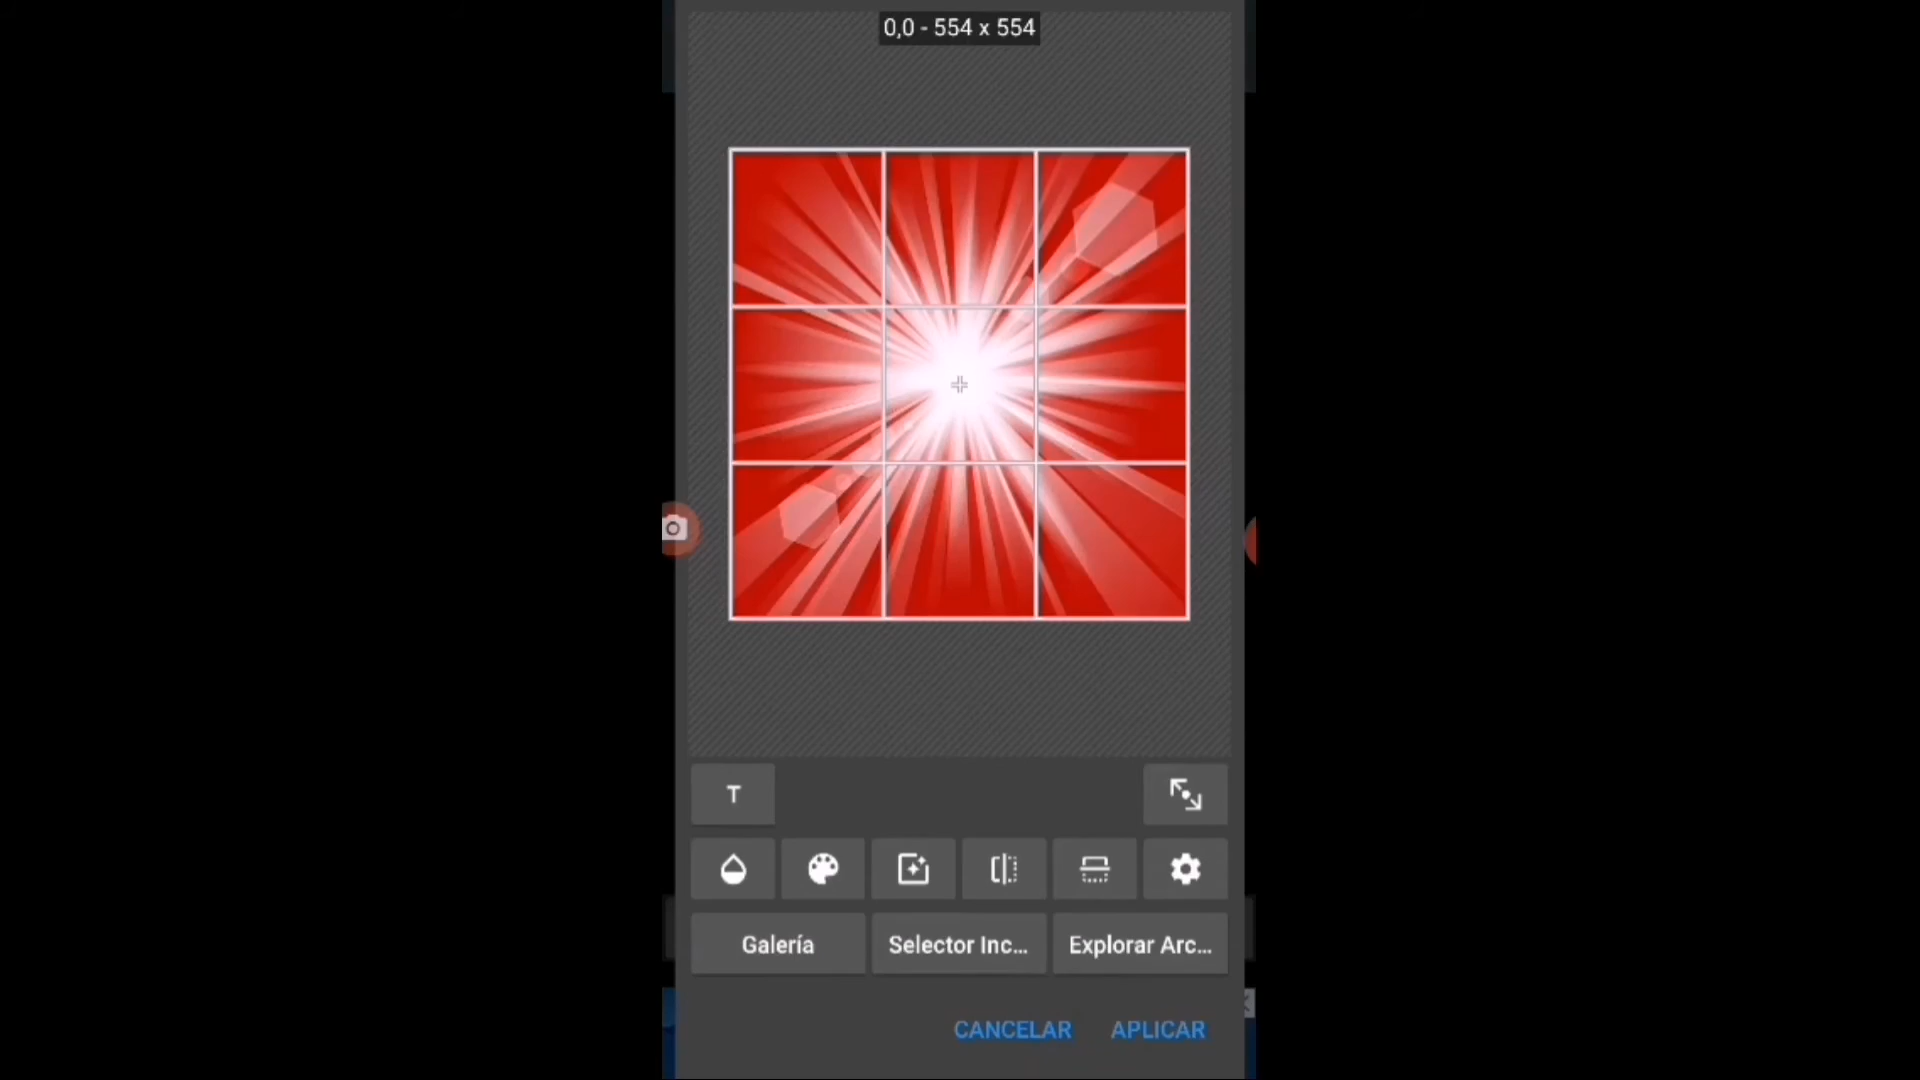 0,0 - 554 x 554
T
Galería
Selector Inc...
Explorar Arc...
CANCELAR
APLICAR